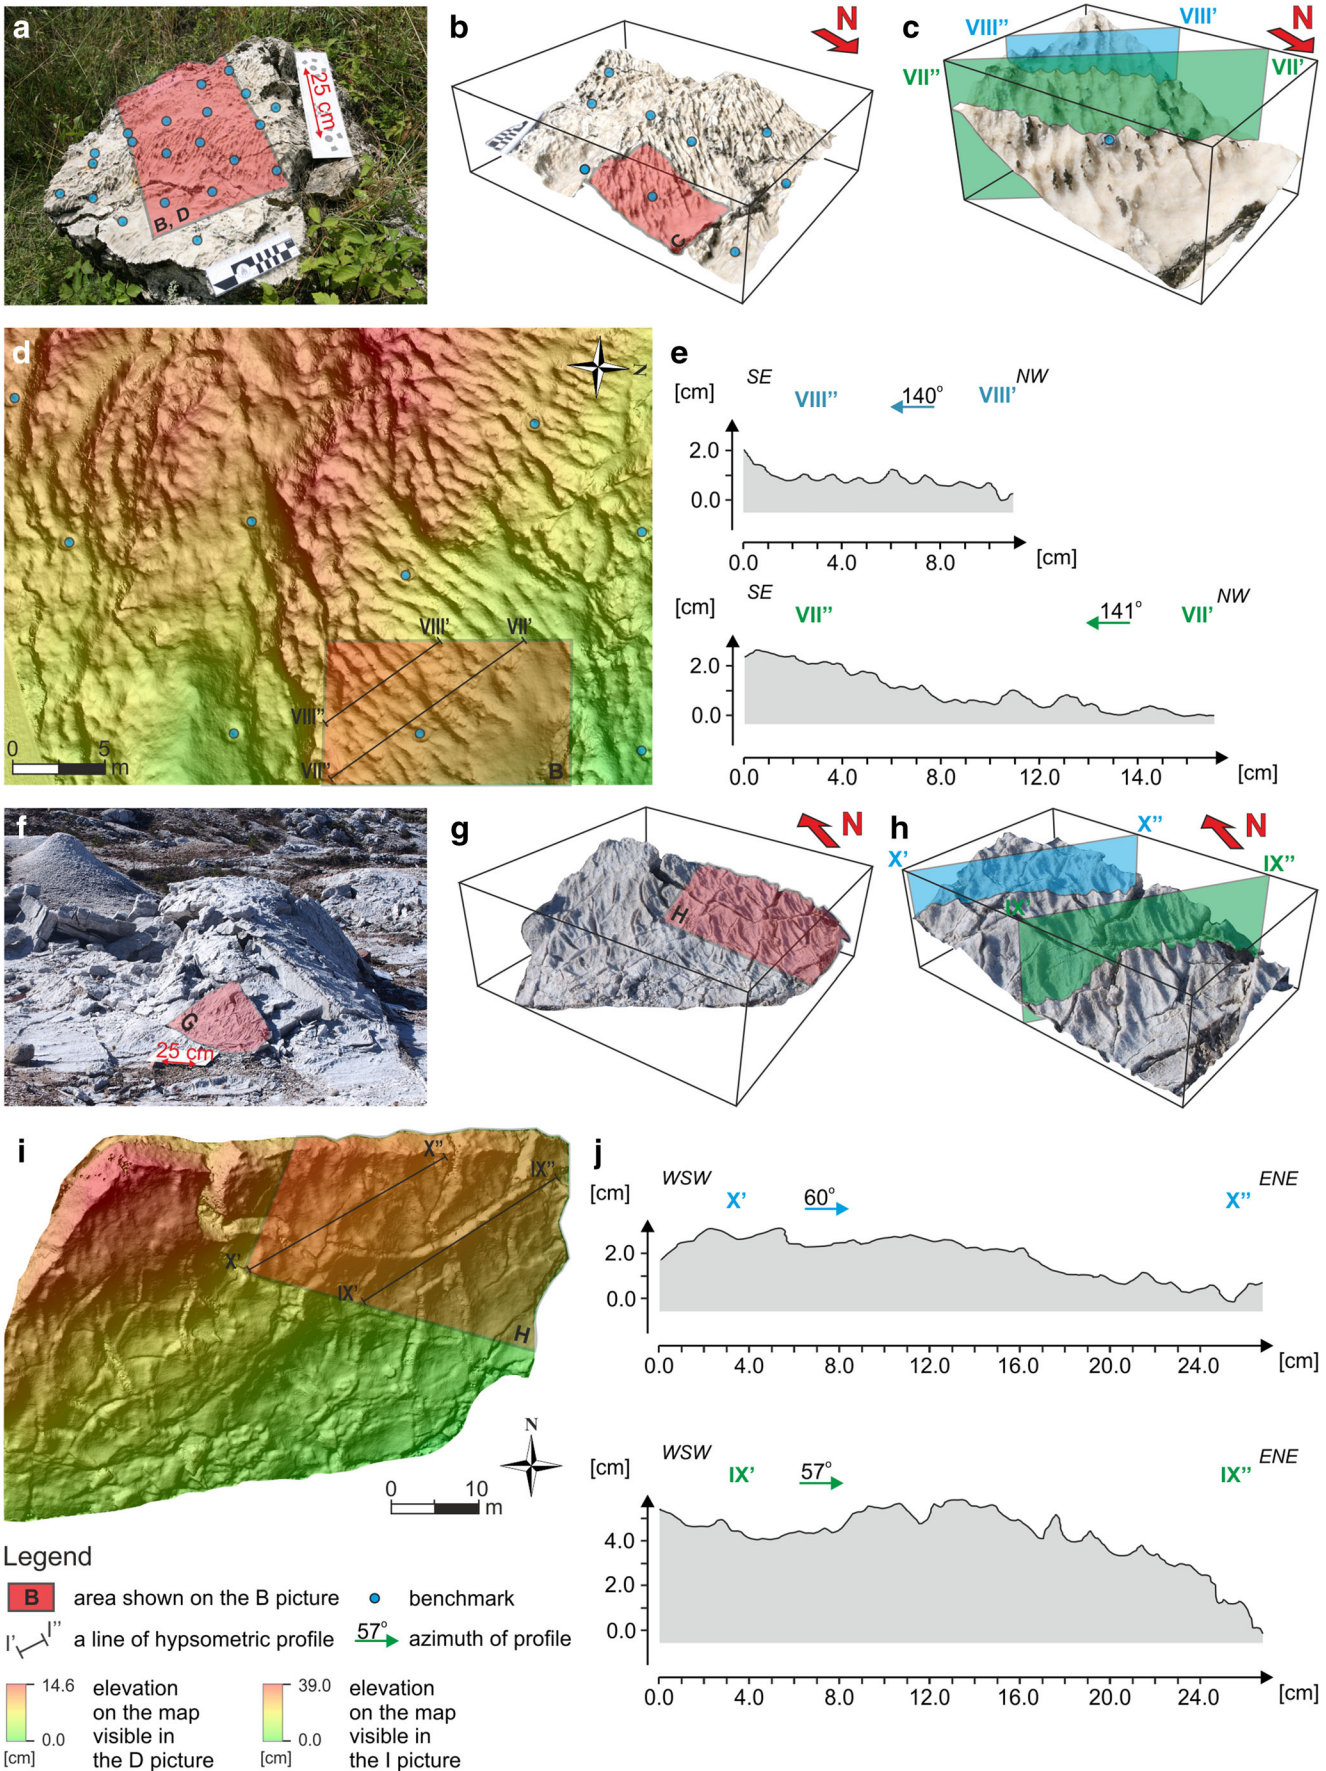 a
25 cm
B, D
b
N
C
c
VIII’’
VIII’
N
VII’’
VII’
d
N
VIII’
VII’
VIII’’
VII’’
B
0
5
m
e
SE
NW
[cm]
VIII’’
140°
VIII’
2.0
0.0
0.0
4.0
8.0
[cm]
SE
NW
[cm]
VII’’
141°
VII’
2.0
0.0
0.0
4.0
8.0
12.0
14.0
[cm]
f
G
25 cm
g
N
H
h
N
X’’
X’
IX’’
IX’
i
X’’
IX’’
X’
IX’
H
N
0
10
m
j
WSW
ENE
[cm]
X’
60°
X’’
2.0
0.0
0.0
4.0
8.0
12.0
16.0
20.0
24.0
[cm]
WSW
ENE
[cm]
IX’
57°
IX’’
4.0
2.0
0.0
0.0
4.0
8.0
12.0
16.0
20.0
24.0
[cm]
Legend
B
area shown on the B picture
benchmark
I’
I’’
a line of hypsometric profile
57°
azimuth of profile
14.6
0.0
[cm]
elevation
on the map
visible in
the D picture
39.0
0.0
[cm]
elevation
on the map
visible in
the I picture